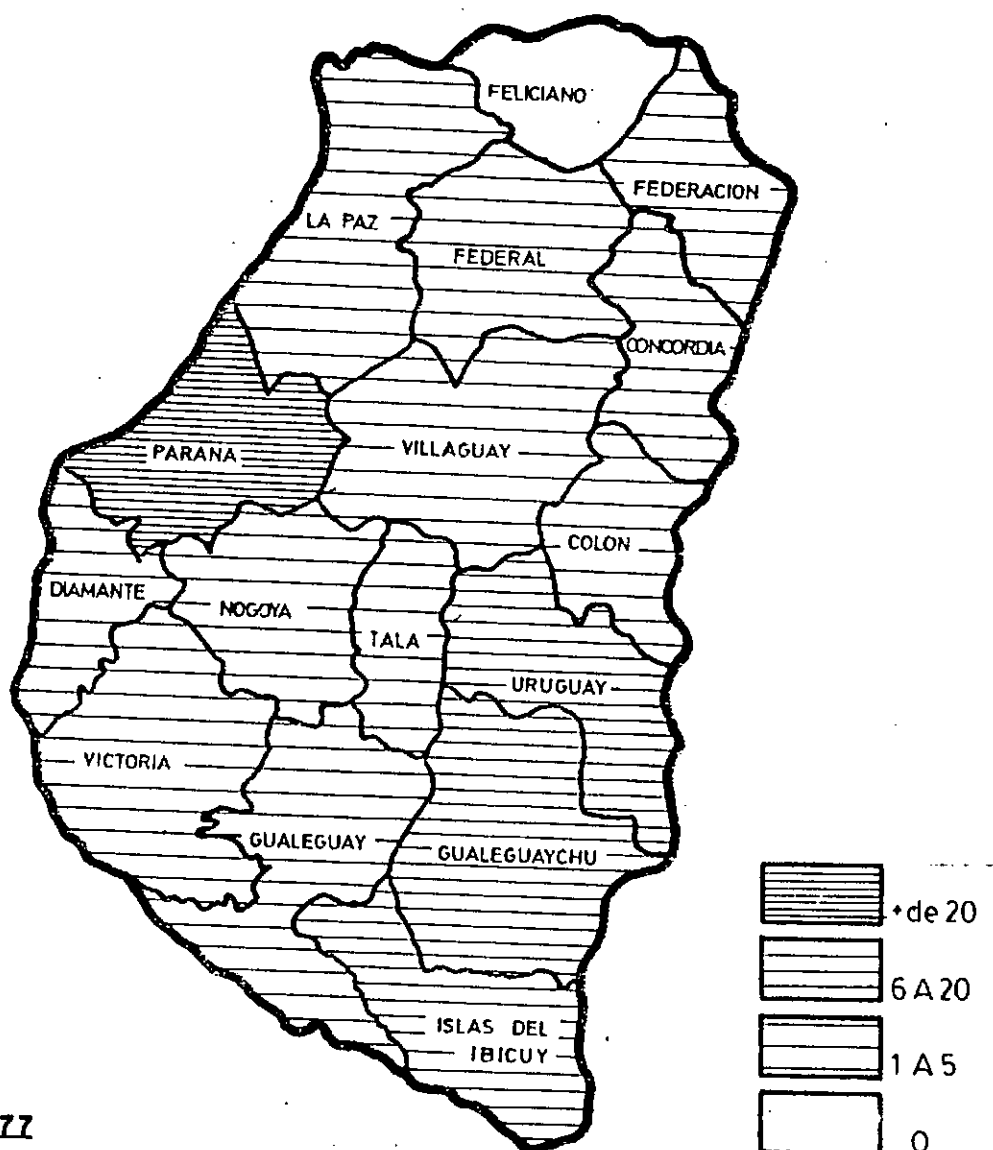 FELICIANO
FEDERACION
LA PAZ
FEDERAL
CONCORDIA
PARANA
VILLAGUAY
COLON
DIAMANTE
NOGOYA
TALA
URUGUAY
VICTORIA
GUALEGUAY
GUALEGUAYCHU
ISLAS DEL
IBICUY
+de 20
6 A 20
1 A 5
0
77